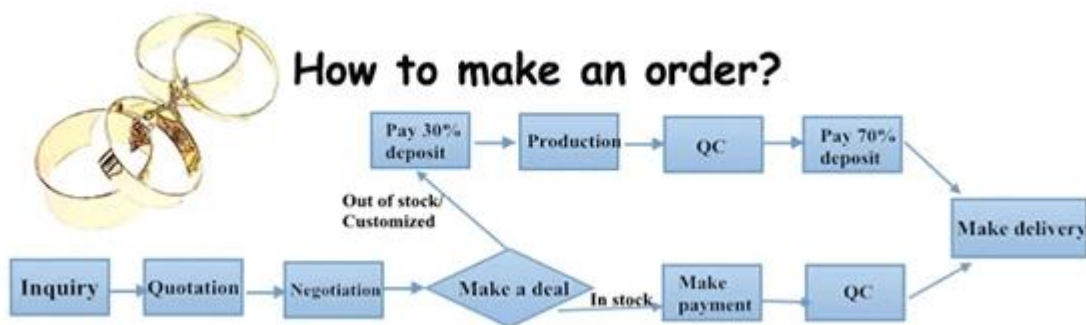 How to make an order?
Pay 30%
deposit
Production
QC
Pay 70%
deposit
Out of stock/
Customized
Make delivery
Inquiry
Quotation
Negotiation
Make a deal
In stock
Make
payment
QC